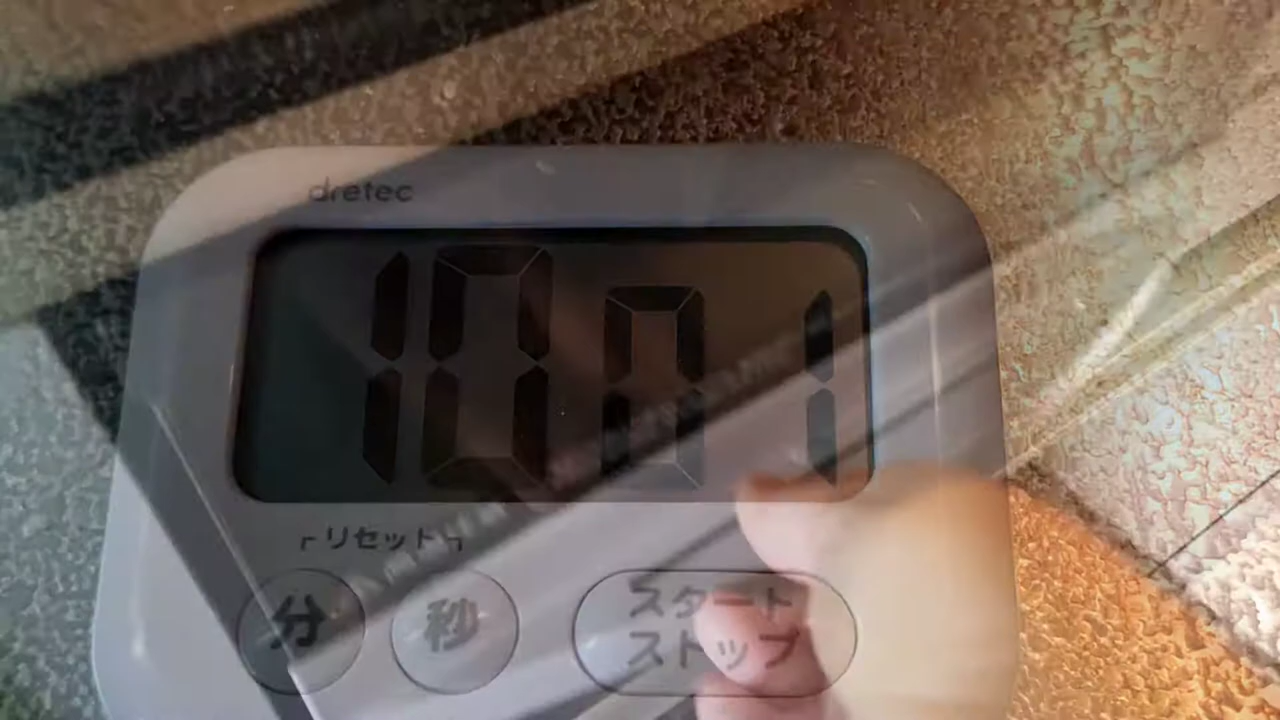 dretec
10 01
┌ リセット ┐
分 秒 スタート
ストップ